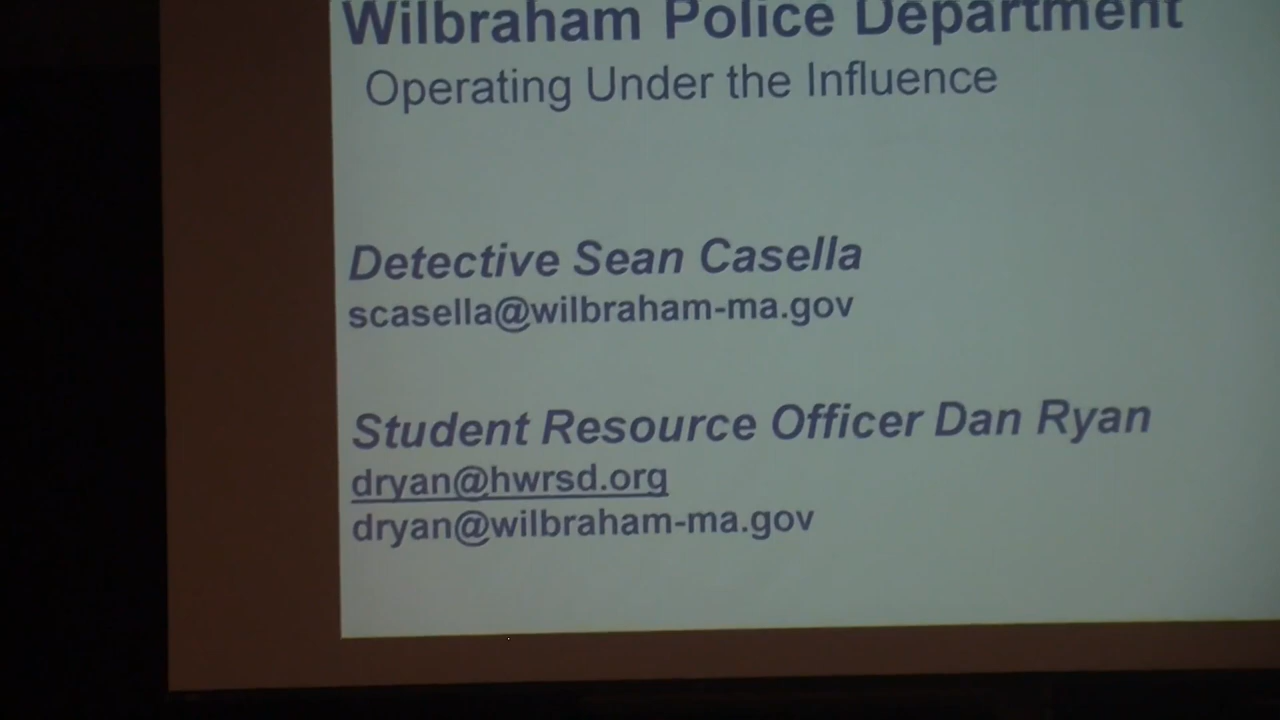 Wilbraham Police Department
Operating Under the Influence
Detective Sean Casella
scasella@wilbraham-ma.gov
Student Resource Officer Dan Ryan
dryan@hwrsd.org
dryan@wilbraham-ma.gov